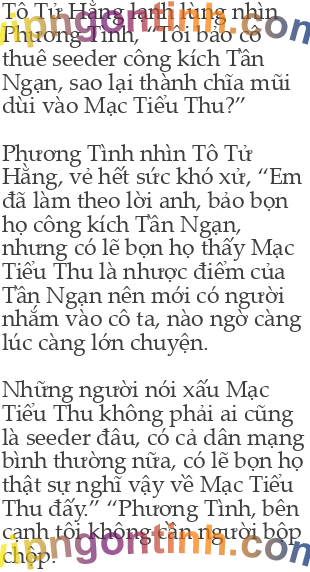 Tô Tử Hằng lạnh lùng nhìn
Phương Tình, “Tôi bảo cô
thuê seeder công kích Tần
Ngạn, sao lại thành chĩa mũi
dùi vào Mạc Tiểu Thu?”
Phương Tình nhìn Tô Tử
Hằng, vẻ hết sức khó xử, “Em
đã làm theo lời anh, bảo bọn
họ công kích Tần Ngạn,
nhưng có lẽ bọn họ thấy Mạc
Tiểu Thu là nhược điểm của
Tần Ngạn nên mới có người
nhắm vào cô ta, nào ngờ càng
lúc càng lớn chuyện.
Những người nói xấu Mạc
Tiểu Thu không phải ai cũng
là seeder đâu, có cả dân mạng
bình thường nữa, có lẽ bọn họ
thật sự nghĩ vậy về Mạc Tiểu
Thu đấy.” “Phương Tình, bên
cạnh tôi không cần người bộp
chộp.
vipngontinh.com
vipngontinh.com